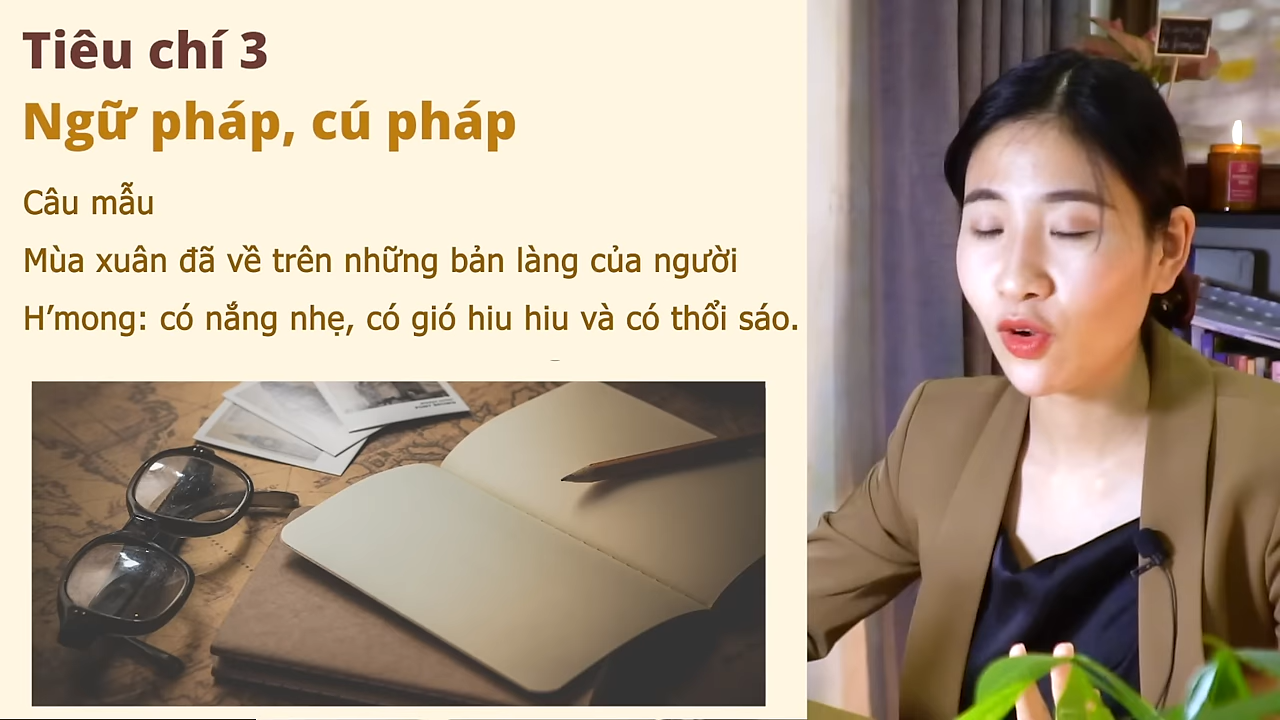 Tiêu chí 3
Ngữ pháp, cú pháp
Câu mẫu
Mùa xuân đã về trên những bản làng của người
H’mong: có nắng nhẹ, có gió hiu hiu và có thổi sáo.